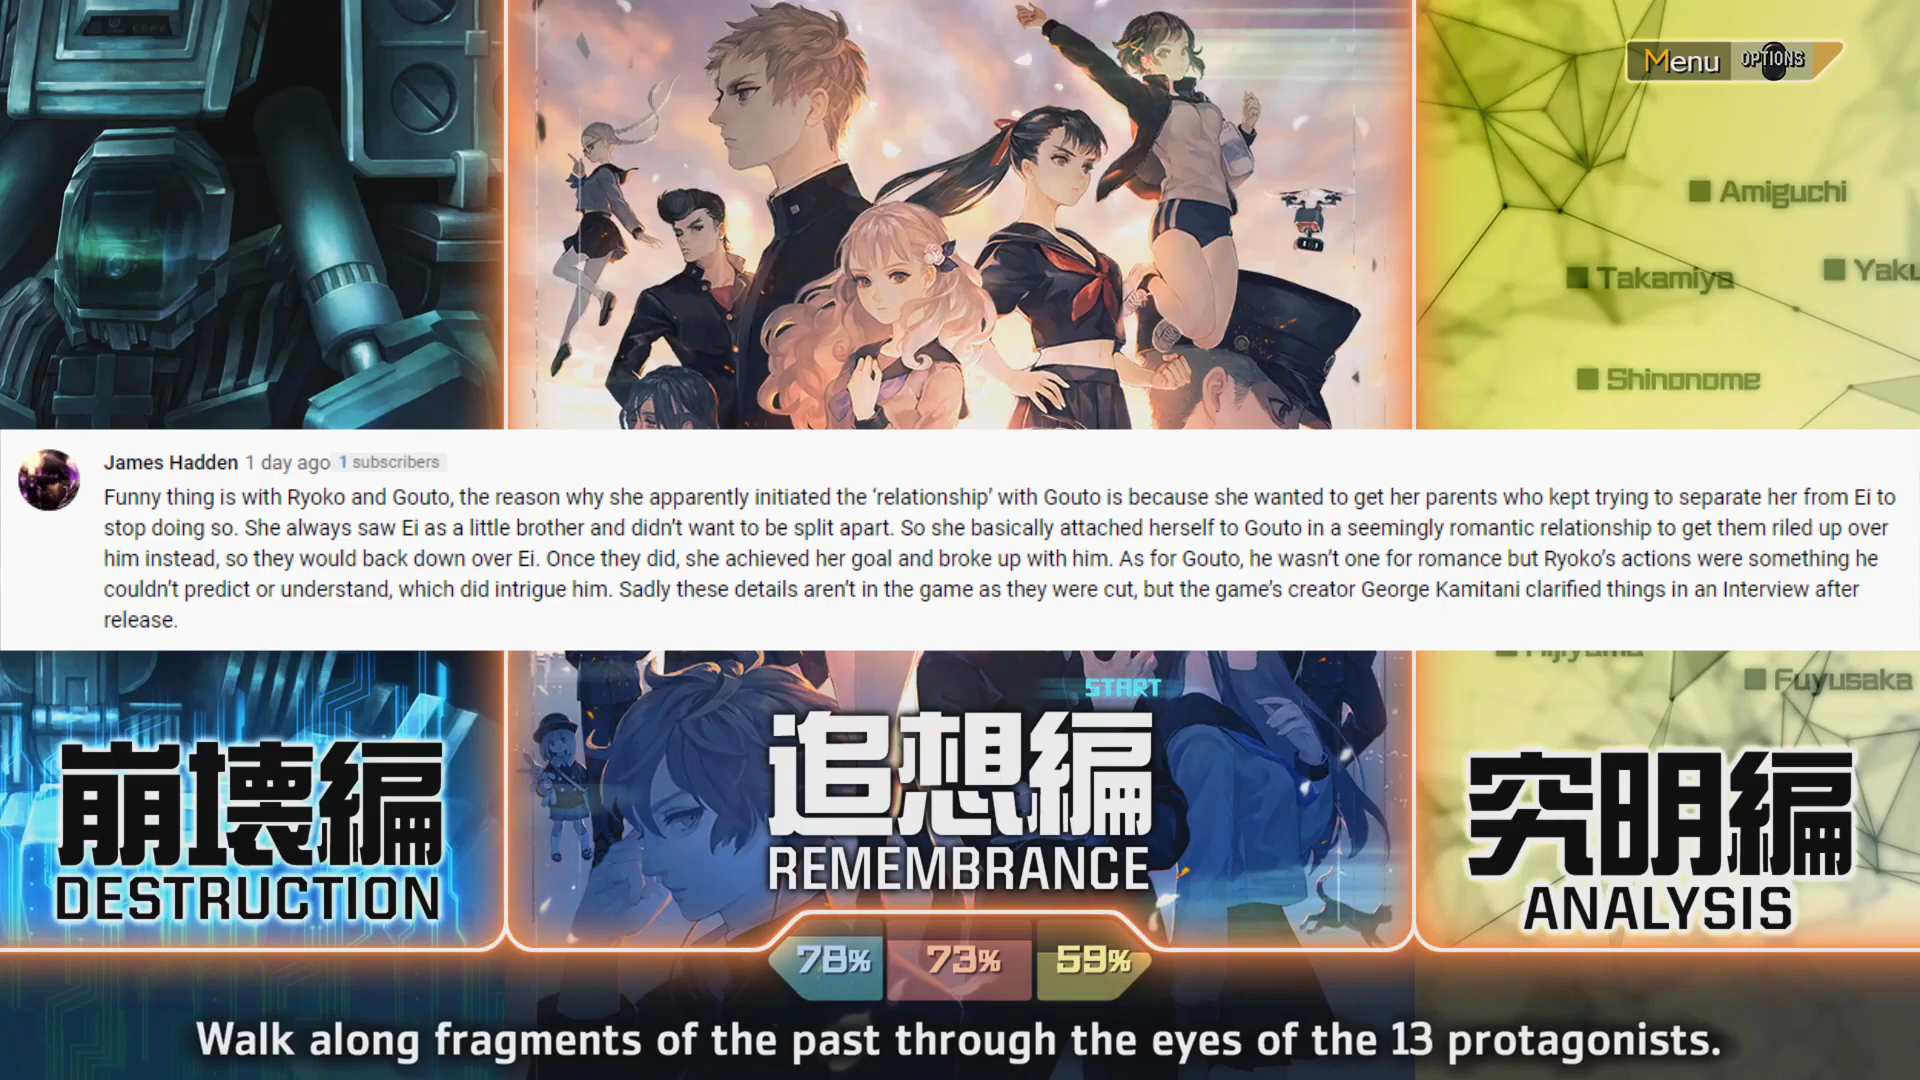 Menu OPTIONS
Amiguchi
Takamiya
Shinonome
James Hadden 1 day ago 1 subscribers
Funny thing is with Ryoko and Gouto, the reason why she apparently initiated the ‘relationship’ with Gouto is because she wanted to get her parents who kept trying to separate her from Ei to
stop doing so. She always saw Ei as a little brother and didn’t want to be split apart. So she basically attached herself to Gouto in a seemingly romantic relationship to get them riled up over
him instead, so they would back down over Ei. Once they did, she achieved her goal and broke up with him. As for Gouto, he wasn’t one for romance but Ryoko’s actions were something he
couldn’t predict or understand, which did intrigue him. Sadly these details aren’t in the game as they were cut, but the game’s creator George Kamitani clarified things in an Interview after
release.
Fuyusaka
START
崩壊編
DESTRUCTION
追想編
REMEMBRANCE
究明編
ANALYSIS
78% 73% 59%
Walk along fragments of the past through the eyes of the 13 protagonists.